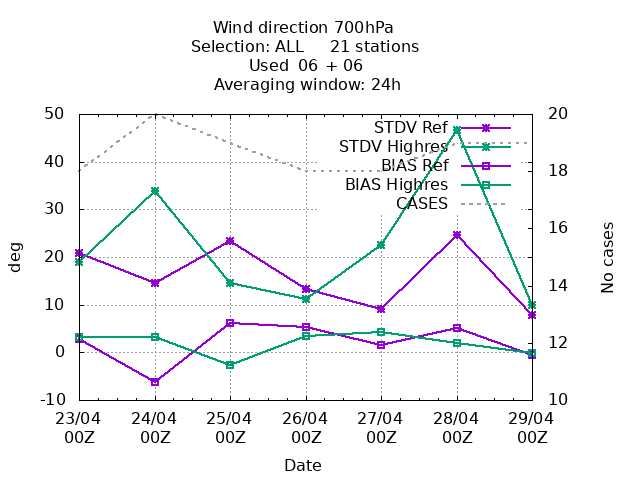 Wind direction 700hPa
Selection: ALL 21 stations
Used 06 + 06
Averaging window: 24h
50 20
STDV Ref
STDV Highres
BIAS Ref
BIAS Highres
CASES
40 18
30 16
20 14
10 12
0
-10 10
deg
No cases
23/04 24/04 25/04 26/04 27/04 28/04 29/04
00Z 00Z 00Z 00Z 00Z 00Z 00Z
Date